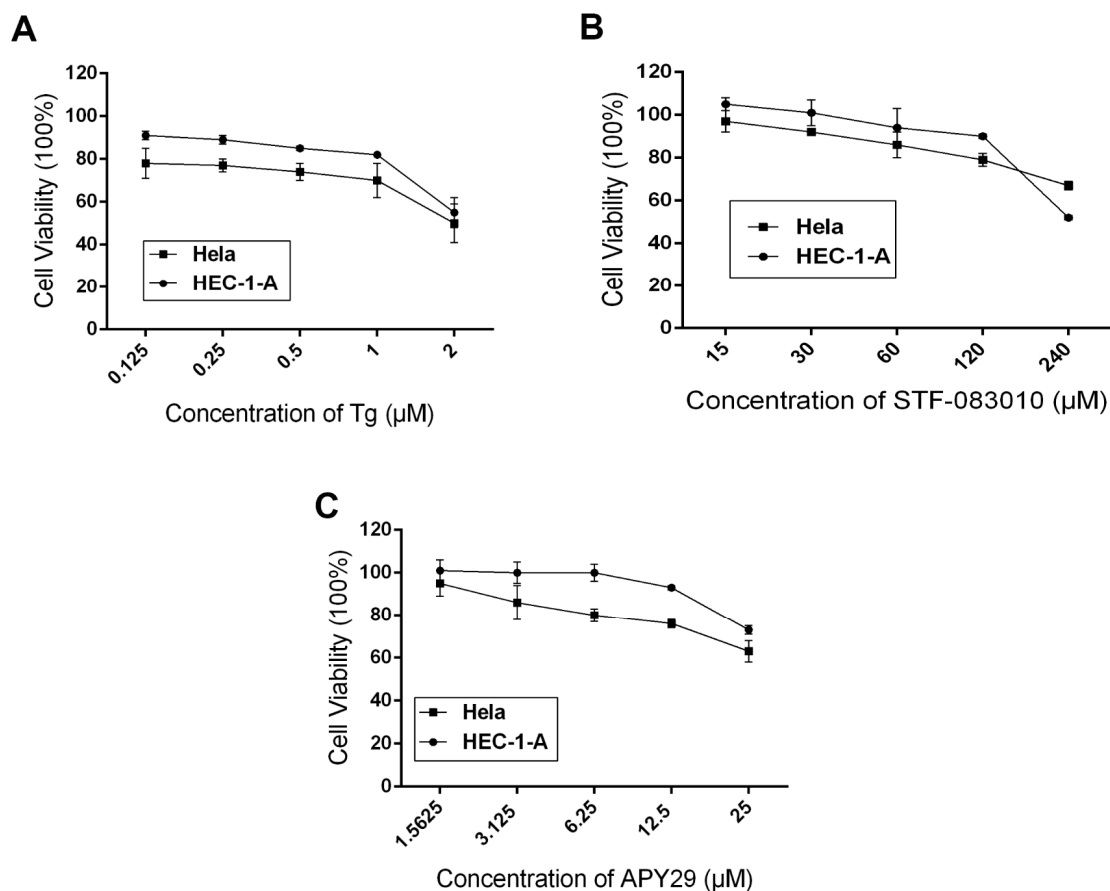 A
Cell Viability (100%)
120
100
80
60
40
20
0
Hela
HEC-1-A
0.125
0.25
0.5
1
2
Concentration of Tg (µM)
B
Cell Viability (100%)
120
100
80
60
40
20
0
Hela
HEC-1-A
15
30
60
120
240
Concentration of STF-083010 (µM)
C
Cell Viability (100%)
120
100
80
60
40
20
0
Hela
HEC-1-A
1.5625
3.125
6.25
12.5
25
Concentration of APY29 (µM)